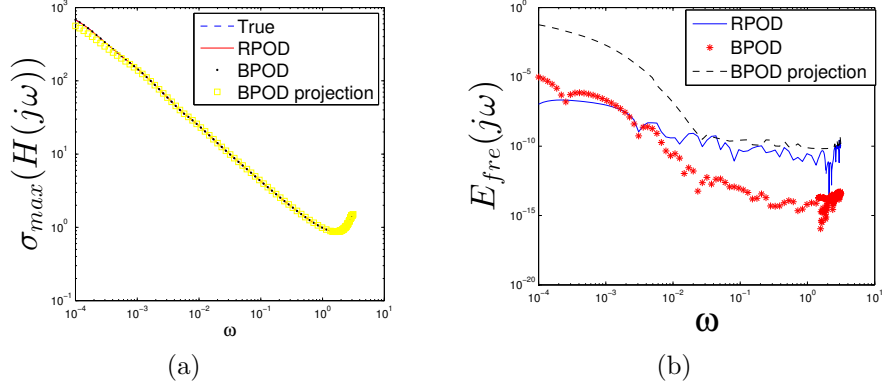 σ_max(H(jω))
10^3
10^2
10^1
10^0
10^−1
10^−4
10^−3
10^−2
10^−1
10^0
10^1
ω
True
RPOD
BPOD
BPOD projection
(a)
E_fre(jω)
10^0
10^−5
10^−10
10^−15
10^−20
10^−4
10^−3
10^−2
10^−1
10^0
10^1
ω
RPOD
BPOD
BPOD projection
(b)